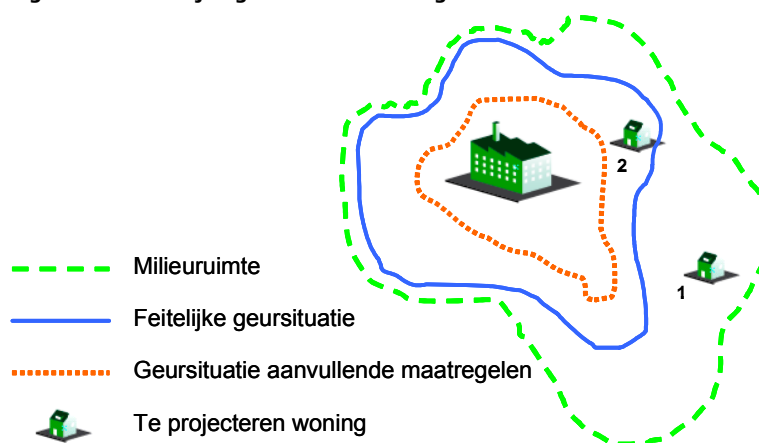 2
1
Milieuruimte
Feitelijke geursituatie
Geursituatie aanvullende maatregelen
Te projecteren woning